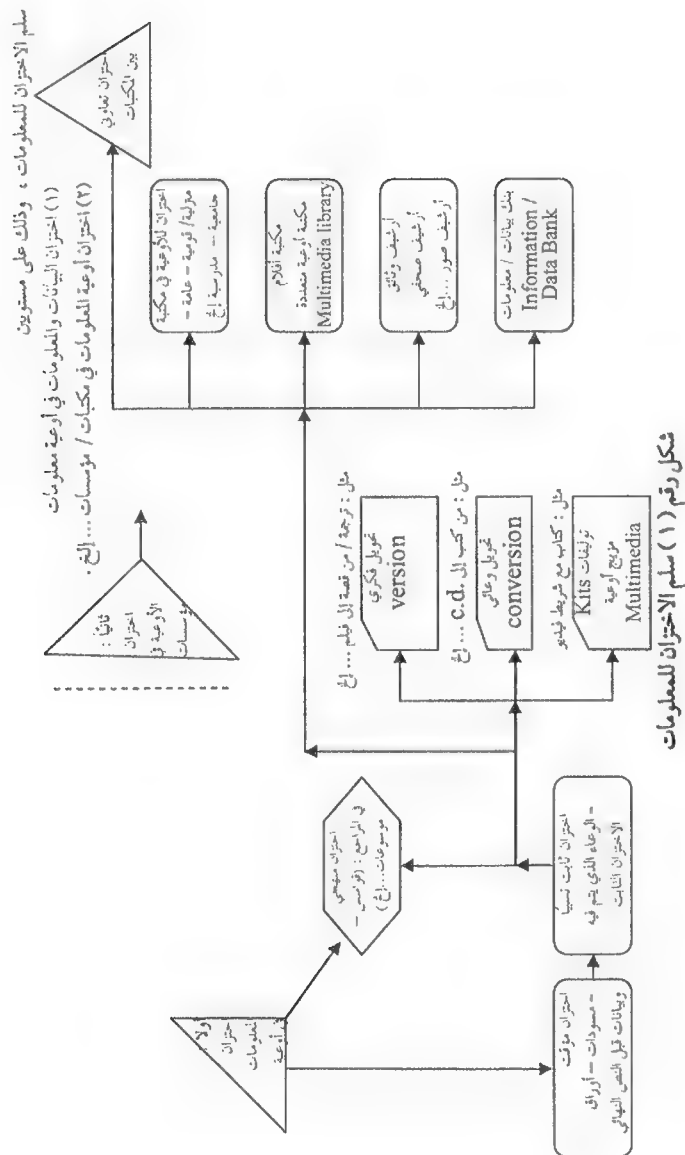 سلم الاختزان للمعلومات ، وذلك على مستويين
(١) اختزان البيانات والمعلومات في أوعية معلومات
(٢) اختزان أوعية المعلومات في مكتبات / مؤسسات ... إلخ .
أولاً :
اختزان
المعلومات
في أوعية
اختزان منهجي
في المراجع : (قواميس –
موسوعات...إلخ )
اختزان مؤقت
– مسودات – أوراق
وبيانات قبل النص النهائي
اختزان ثابت نسبيًا
– الوعاء الذي يتم فيه
الاختزان الثابت
مثل : ترجمة / من قصة إلى فيلم ... إلخ
تحويل فكري
version
مثل : من كتب إلى c.d. ... إلخ
تحويل وعائي
conversion
مثل : كتاب مع شريط فيديو
توليفات Kits
مزيج أوعية
Multimedia
ثانيًا :
اختزان
الأوعية في
مؤسسات
اختزان تعاوني
بين المكتبات
اختزان للأوعية في مكتبة
منزلية/ قومية – عامة –
جامعية – مدرسية إلخ
مكتبة أفلام
مكتبة أوعية متعددة
Multimedia library
أرشيف وثائق
أرشيف صحفي
أرشيف صور ...إلخ
بنك بيانات / معلومات
Information /
Data Bank
شكل رقم (١) سلم الاختزان للمعلومات